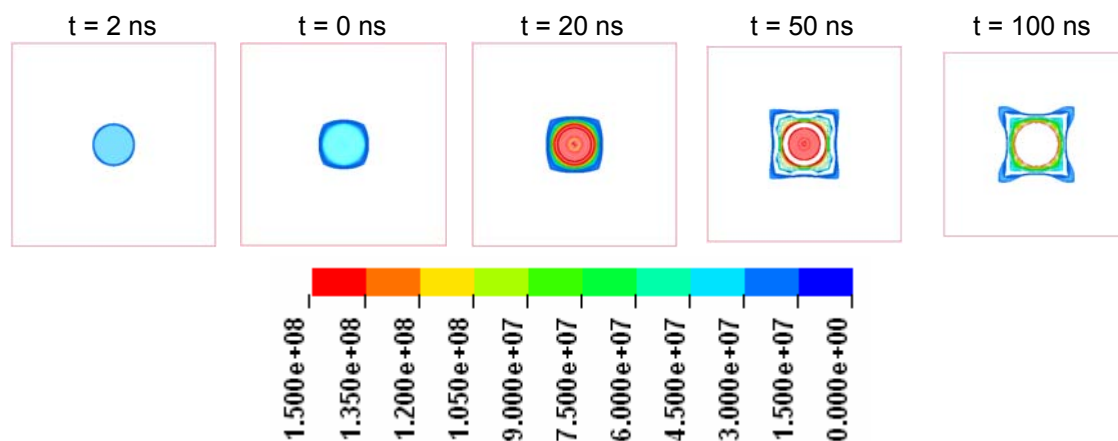 t = 2 ns
t = 0 ns
t = 20 ns
t = 50 ns
t = 100 ns
1.500e+08
1.350e+08
1.200e+08
1.050e+08
9.000e+07
7.500e+07
6.000e+07
4.500e+07
3.000e+07
1.500e+07
0.000e+00